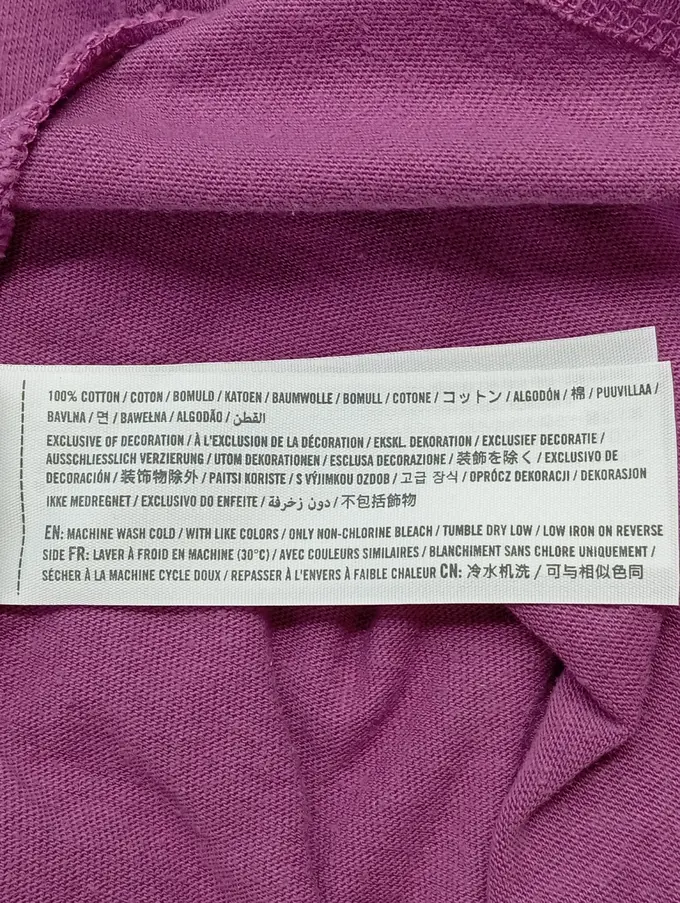 100% COTTON / COTON / BOMULD / KATOEN / BAUMWOLLE / BOMULL / COTONE / コットン / ALGODÓN / 棉 / PUUVILLAA /
BAVLNA / 면 / BAWEŁNA / ALGODÃO / القطن
EXCLUSIVE OF DECORATION / À L'EXCLUSION DE LA DÉCORATION / EKSKL. DEKORATION / EXCLUSIEF DECORATIE /
AUSSCHLIESSLICH VERZIERUNG / UTOM DEKORATIONEN / ESCLUSA DECORAZIONE / 装飾を除く / EXCLUSIVO DE
DECORACIÓN / 装饰物除外 / PAITSI KORISTE / S VÝJIMKOU OZDOB / 고급 장식 / OPRÓCZ DEKORACJI / DEKORASJON
IKKE MEDREGNET / EXCLUSIVO DO ENFEITE / دون زخرفة / 不包括飾物
EN: MACHINE WASH COLD / WITH LIKE COLORS / ONLY NON-CHLORINE BLEACH / TUMBLE DRY LOW / LOW IRON ON REVERSE
SIDE FR: LAVER À FROID EN MACHINE (30°C) / AVEC COULEURS SIMILAIRES / BLANCHIMENT SANS CHLORE UNIQUEMENT /
SÉCHER À LA MACHINE CYCLE DOUX / REPASSER À L'ENVERS À FAIBLE CHALEUR CN: 冷水机洗 / 可与相似色同